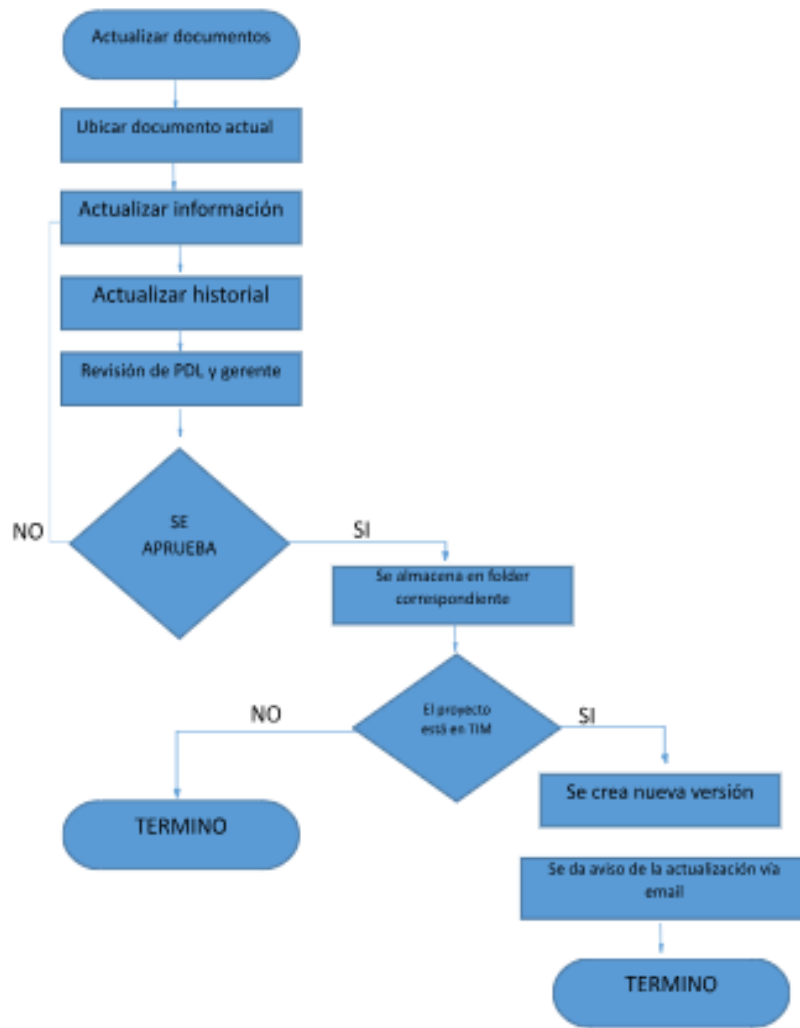 Actualizar documentos
Ubicar documento actual
Actualizar información
Actualizar historial
Revisión de PDL y gerente
SE
APRUEBA
NO
SI
Se almacena en folder
correspondiente
El proyecto
está en TIM
NO
SI
TERMINO
Se crea nueva versión
Se da aviso de la actualización vía
email
TERMINO